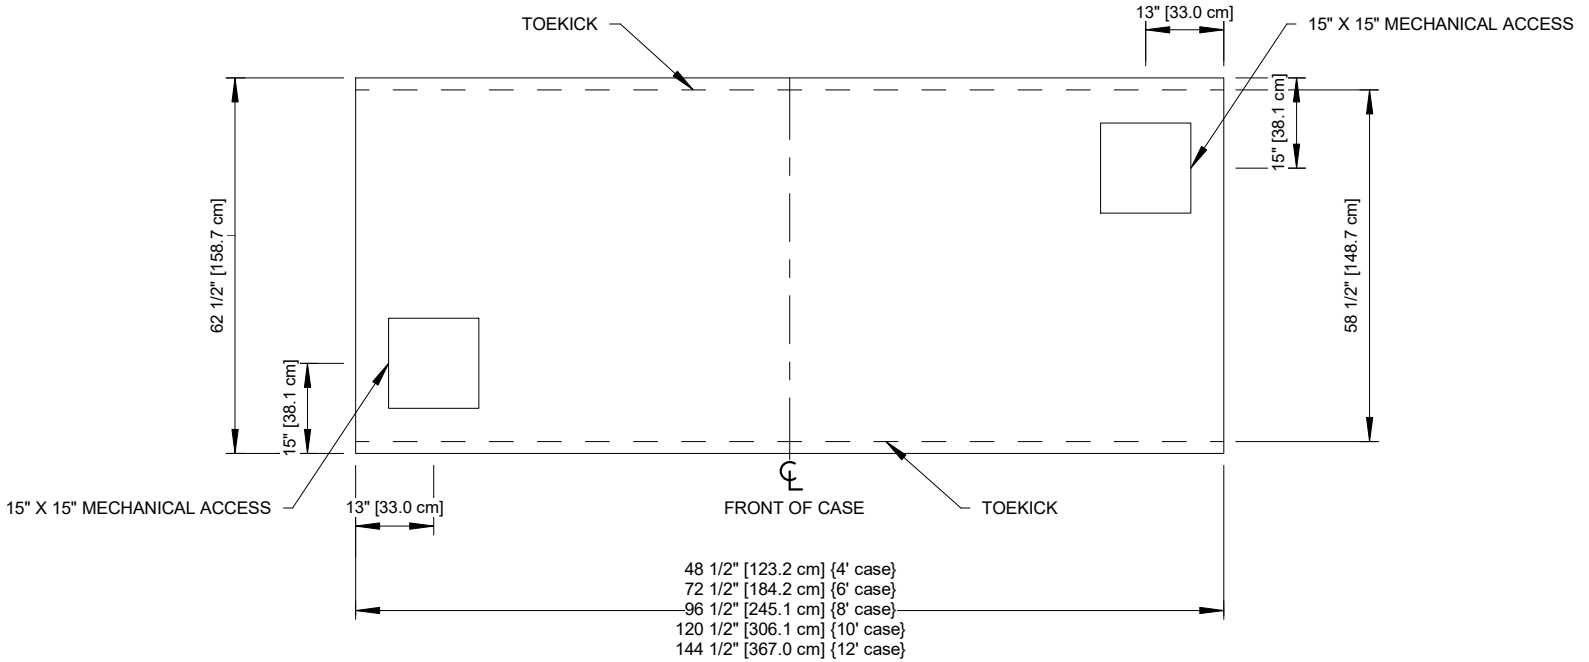 13" [33.0 cm]
TOEKICK
15" X 15" MECHANICAL ACCESS
15" [38.1 cm]
62 1/2" [158.7 cm]
58 1/2" [148.7 cm]
15" [38.1 cm]
℄
15" X 15" MECHANICAL ACCESS
13" [33.0 cm]
FRONT OF CASE
TOEKICK
48 1/2" [123.2 cm] {4' case}
72 1/2" [184.2 cm] {6' case}
96 1/2" [245.1 cm] {8' case}
120 1/2" [306.1 cm] {10' case}
144 1/2" [367.0 cm] {12' case}